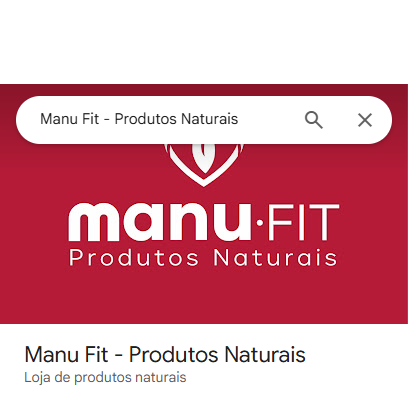 Manu Fit - Produtos Naturais
manu·FIT
Produtos Naturais
Manu Fit - Produtos Naturais
Loja de produtos naturais